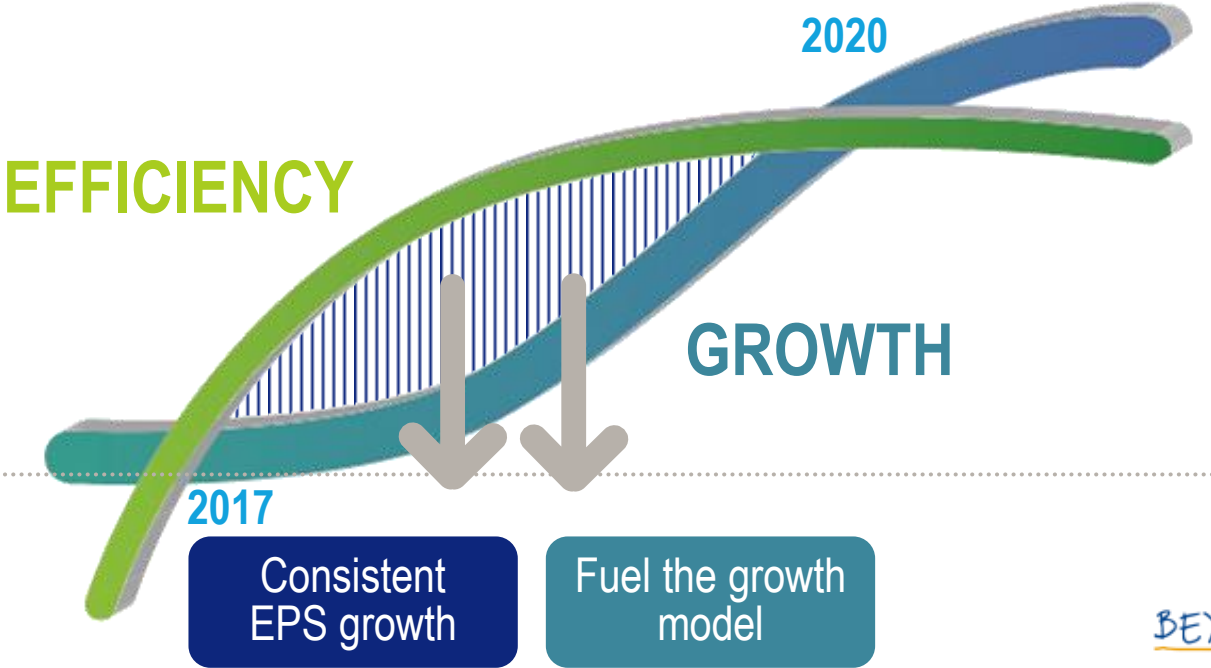 2020
EFFICIENCY
GROWTH
2017
Consistent
EPS growth
Fuel the growth
model